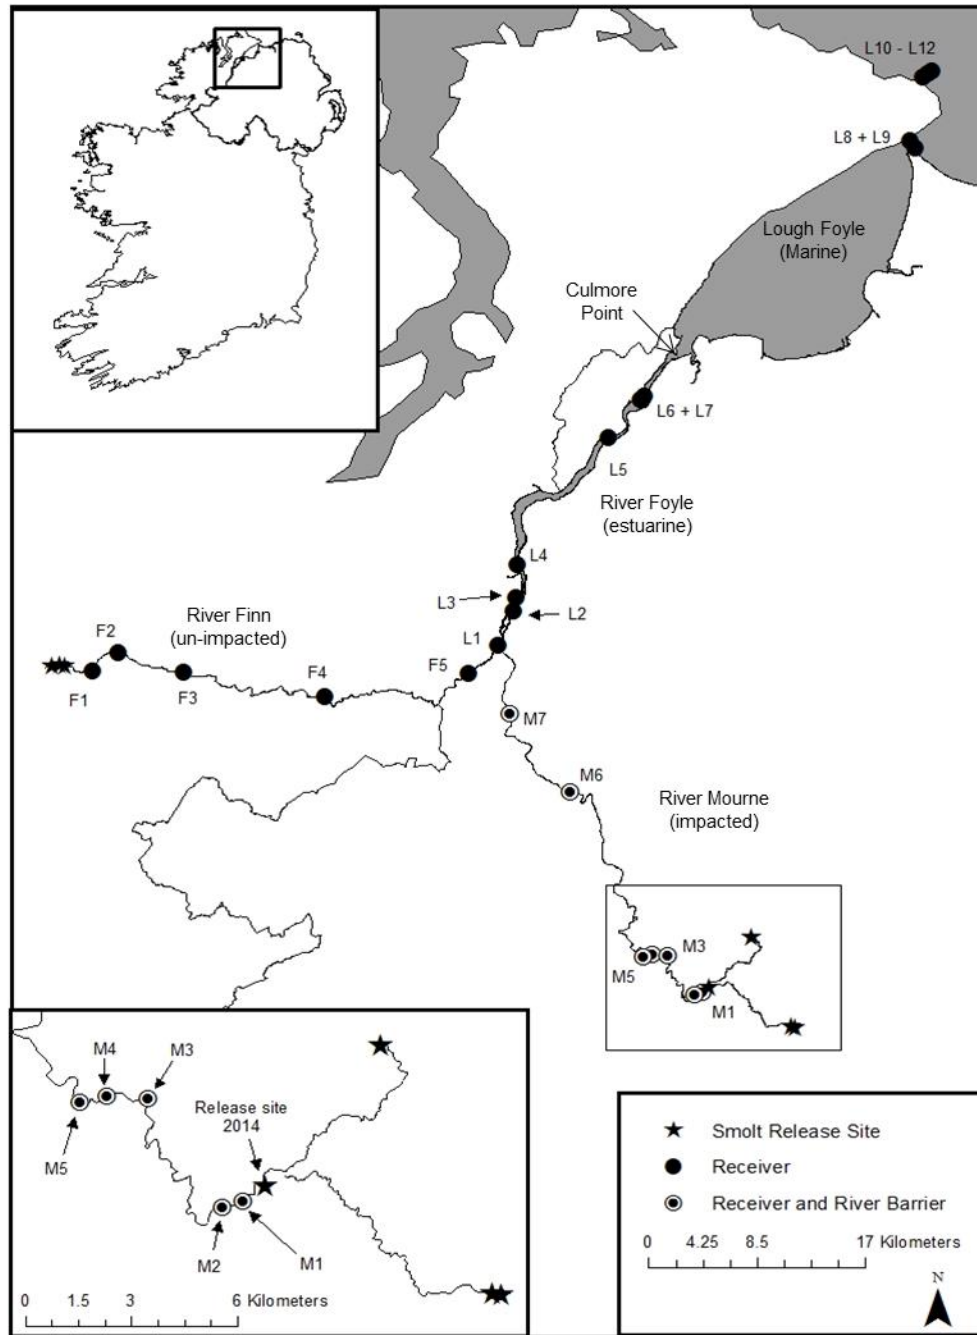 L10 - L12
L8 + L9
Lough Foyle
(Marine)
Culmore
Point
L6 + L7
L5
River Foyle
(estuarine)
L4
L3
L2
L1
River Finn
(un-impacted)
F2
F1
F3
F4
F5
M7
M6
River Mourne
(impacted)
M3
M5
M1
M4
M3
M5
Release site
2014
M2
M1
0 1.5 3 6 Kilometers
Smolt Release Site
Receiver
Receiver and River Barrier
0 4.25 8.5 17 Kilometers
N